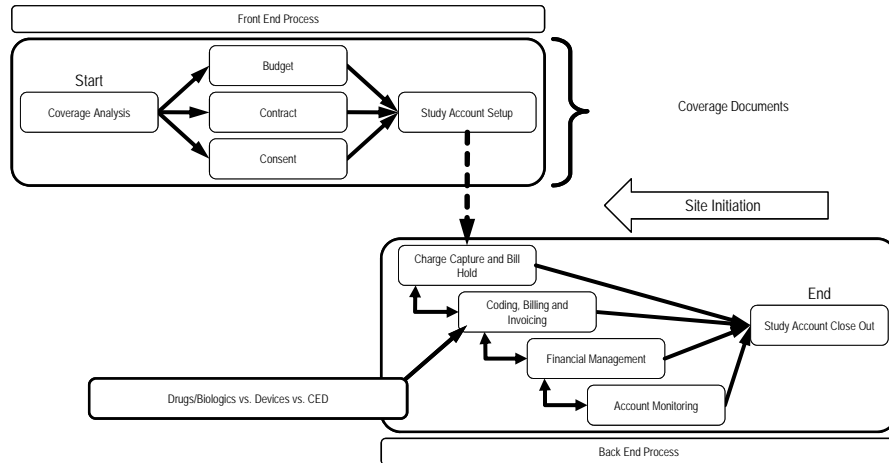 Front End Process
Start
Coverage Analysis
Budget
Contract
Consent
Study Account Setup
Coverage Documents
Site Initiation
Charge Capture and Bill
Hold
Coding, Billing and
Invoicing
Financial Management
Account Monitoring
End
Study Account Close Out
Drugs/Biologics vs. Devices vs. CED
Back End Process